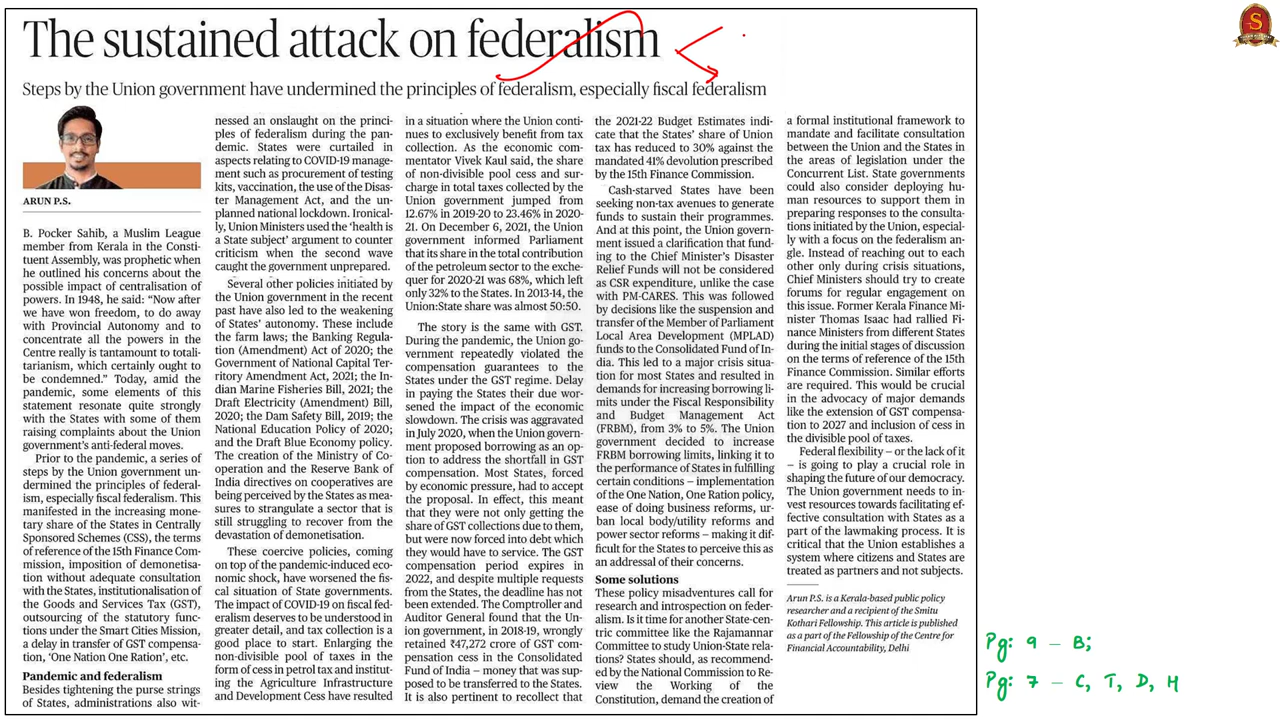 The sustained attack on federalism
Steps by the Union government have undermined the principles of federalism, especially fiscal federalism
ARUN P.S.
B. Pocker Sahib, a Muslim League
member from Kerala in the Consti-
tuent Assembly, was prophetic when
he outlined his concerns about the
possible impact of centralisation of
powers. In 1948, he said: “Now after
we have won freedom, to do away
with Provincial Autonomy and to
concentrate all the powers in the
Centre really is tantamount to totali-
tarianism, which certainly ought to
be condemned.” Today, amid the
pandemic, some elements of this
statement resonate quite strongly
with the States with some of them
raising complaints about the Union
government’s anti-federal moves.
Prior to the pandemic, a series of
steps by the Union government un-
dermined the principles of federal-
ism, especially fiscal federalism. This
manifested in the increasing mone-
tary share of the States in Centrally
Sponsored Schemes (CSS), the terms
of reference of the 15th Finance Com-
mission, imposition of demonetisa-
tion without adequate consultation
with the States, institutionalisation of
the Goods and Services Tax (GST),
outsourcing of the statutory func-
tions under the Smart Cities Mission,
a delay in transfer of GST compensa-
tion, ‘One Nation One Ration’, etc.
Pandemic and federalism
Besides tightening the purse strings
of States, administrations also wit-
nessed an onslaught on the princi-
ples of federalism during the pan-
demic. States were curtailed in
aspects relating to COVID-19 manage-
ment such as procurement of testing
kits, vaccination, the use of the Disas-
ter Management Act, and the un-
planned national lockdown. Ironical-
ly, Union Ministers used the ‘health is
a State subject’ argument to counter
criticism when the second wave
caught the government unprepared.
Several other policies initiated by
the Union government in the recent
past have also led to the weakening
of States’ autonomy. These include
the farm laws; the Banking Regula-
tion (Amendment) Act of 2020; the
Government of National Capital Ter-
ritory Amendment Act, 2021; the In-
dian Marine Fisheries Bill, 2021; the
Draft Electricity (Amendment) Bill,
2020; the Dam Safety Bill, 2019; the
National Education Policy of 2020;
and the Draft Blue Economy policy.
The creation of the Ministry of Co-
operation and the Reserve Bank of
India directives on cooperatives are
being perceived by the States as mea-
sures to strangulate a sector that is
still struggling to recover from the
devastation of demonetisation.
These coercive policies, coming
on top of the pandemic-induced eco-
nomic shock, have worsened the fis-
cal situation of State governments.
The impact of COVID-19 on fiscal fed-
eralism deserves to be understood in
greater detail, and tax collection is a
good place to start. Enlarging the
non-divisible pool of taxes in the
form of cess in petrol tax and institut-
ing the Agriculture Infrastructure
and Development Cess have resulted
in a situation where the Union conti-
nues to exclusively benefit from tax
collection. As the economic com-
mentator Vivek Kaul said, the share
of non-divisible pool cess and sur-
charge in total taxes collected by the
Union government jumped from
12.67% in 2019-20 to 23.46% in 2020-
21. On December 6, 2021, the Union
government informed Parliament
that its share in the total contribution
of the petroleum sector to the exche-
quer for 2020-21 was 68%, which left
only 32% to the States. In 2013-14, the
Union:State share was almost 50:50.
The story is the same with GST.
During the pandemic, the Union go-
vernment repeatedly violated the
compensation guarantees to the
States under the GST regime. Delay
in paying the States their due wor-
sened the impact of the economic
slowdown. The crisis was aggravated
in July 2020, when the Union govern-
ment proposed borrowing as an op-
tion to address the shortfall in GST
compensation. Most States, forced
by economic pressure, had to accept
the proposal. In effect, this meant
that they were not only getting the
share of GST collections due to them,
but were now forced into debt which
they would have to service. The GST
compensation period expires in
2022, and despite multiple requests
from the States, the deadline has not
been extended. The Comptroller and
Auditor General found that the Un-
ion government, in 2018-19, wrongly
retained ₹47,272 crore of GST com-
pensation cess in the Consolidated
Fund of India – money that was sup-
posed to be transferred to the States.
It is also pertinent to recollect that
the 2021-22 Budget Estimates indi-
cate that the States’ share of Union
tax has reduced to 30% against the
mandated 41% devolution prescribed
by the 15th Finance Commission.
Cash-starved States have been
seeking non-tax avenues to generate
funds to sustain their programmes.
And at this point, the Union govern-
ment issued a clarification that fund-
ing to the Chief Minister’s Disaster
Relief Funds will not be considered
as CSR expenditure, unlike the case
with PM-CARES. This was followed
by decisions like the suspension and
transfer of the Member of Parliament
Local Area Development (MPLAD)
funds to the Consolidated Fund of In-
dia. This led to a major crisis situa-
tion for most States and resulted in
demands for increasing borrowing li-
mits under the Fiscal Responsibility
and Budget Management Act
(FRBM), from 3% to 5%. The Union
government decided to increase
FRBM borrowing limits, linking it to
the performance of States in fulfilling
certain conditions – implementation
of the One Nation, One Ration policy,
ease of doing business reforms, ur-
ban local body/utility reforms and
power sector reforms – making it dif-
ficult for the States to perceive this as
an addressal of their concerns.
Some solutions
These policy misadventures call for
research and introspection on feder-
alism. Is it time for another State-cen-
tric committee like the Rajamannar
Committee to study Union-State rela-
tions? States should, as recommend-
ed by the National Commission to Re-
view the Working of the
Constitution, demand the creation of
a formal institutional framework to
mandate and facilitate consultation
between the Union and the States in
the areas of legislation under the
Concurrent List. State governments
could also consider deploying hu-
man resources to support them in
preparing responses to the consulta-
tions initiated by the Union, especial-
ly with a focus on the federalism an-
gle. Instead of reaching out to each
other only during crisis situations,
Chief Ministers should try to create
forums for regular engagement on
this issue. Former Kerala Finance Mi-
nister Thomas Isaac had rallied Fi-
nance Ministers from different States
during the initial stages of discussion
on the terms of reference of the 15th
Finance Commission. Similar efforts
are required. This would be crucial
in the advocacy of major demands
like the extension of GST compensa-
tion to 2027 and inclusion of cess in
the divisible pool of taxes.
Federal flexibility – or the lack of it
– is going to play a crucial role in
shaping the future of our democracy.
The Union government needs to in-
vest resources towards facilitating ef-
fective consultation with States as a
part of the lawmaking process. It is
critical that the Union establishes a
system where citizens and States are
treated as partners and not subjects.
Arun P.S. is a Kerala-based public policy
researcher and a recipient of the Smitu
Kothari Fellowship. This article is published
as a part of the Fellowship of the Centre for
Financial Accountability, Delhi
Pg: 9 – B;
Pg: 7 – C, T, D, H
S